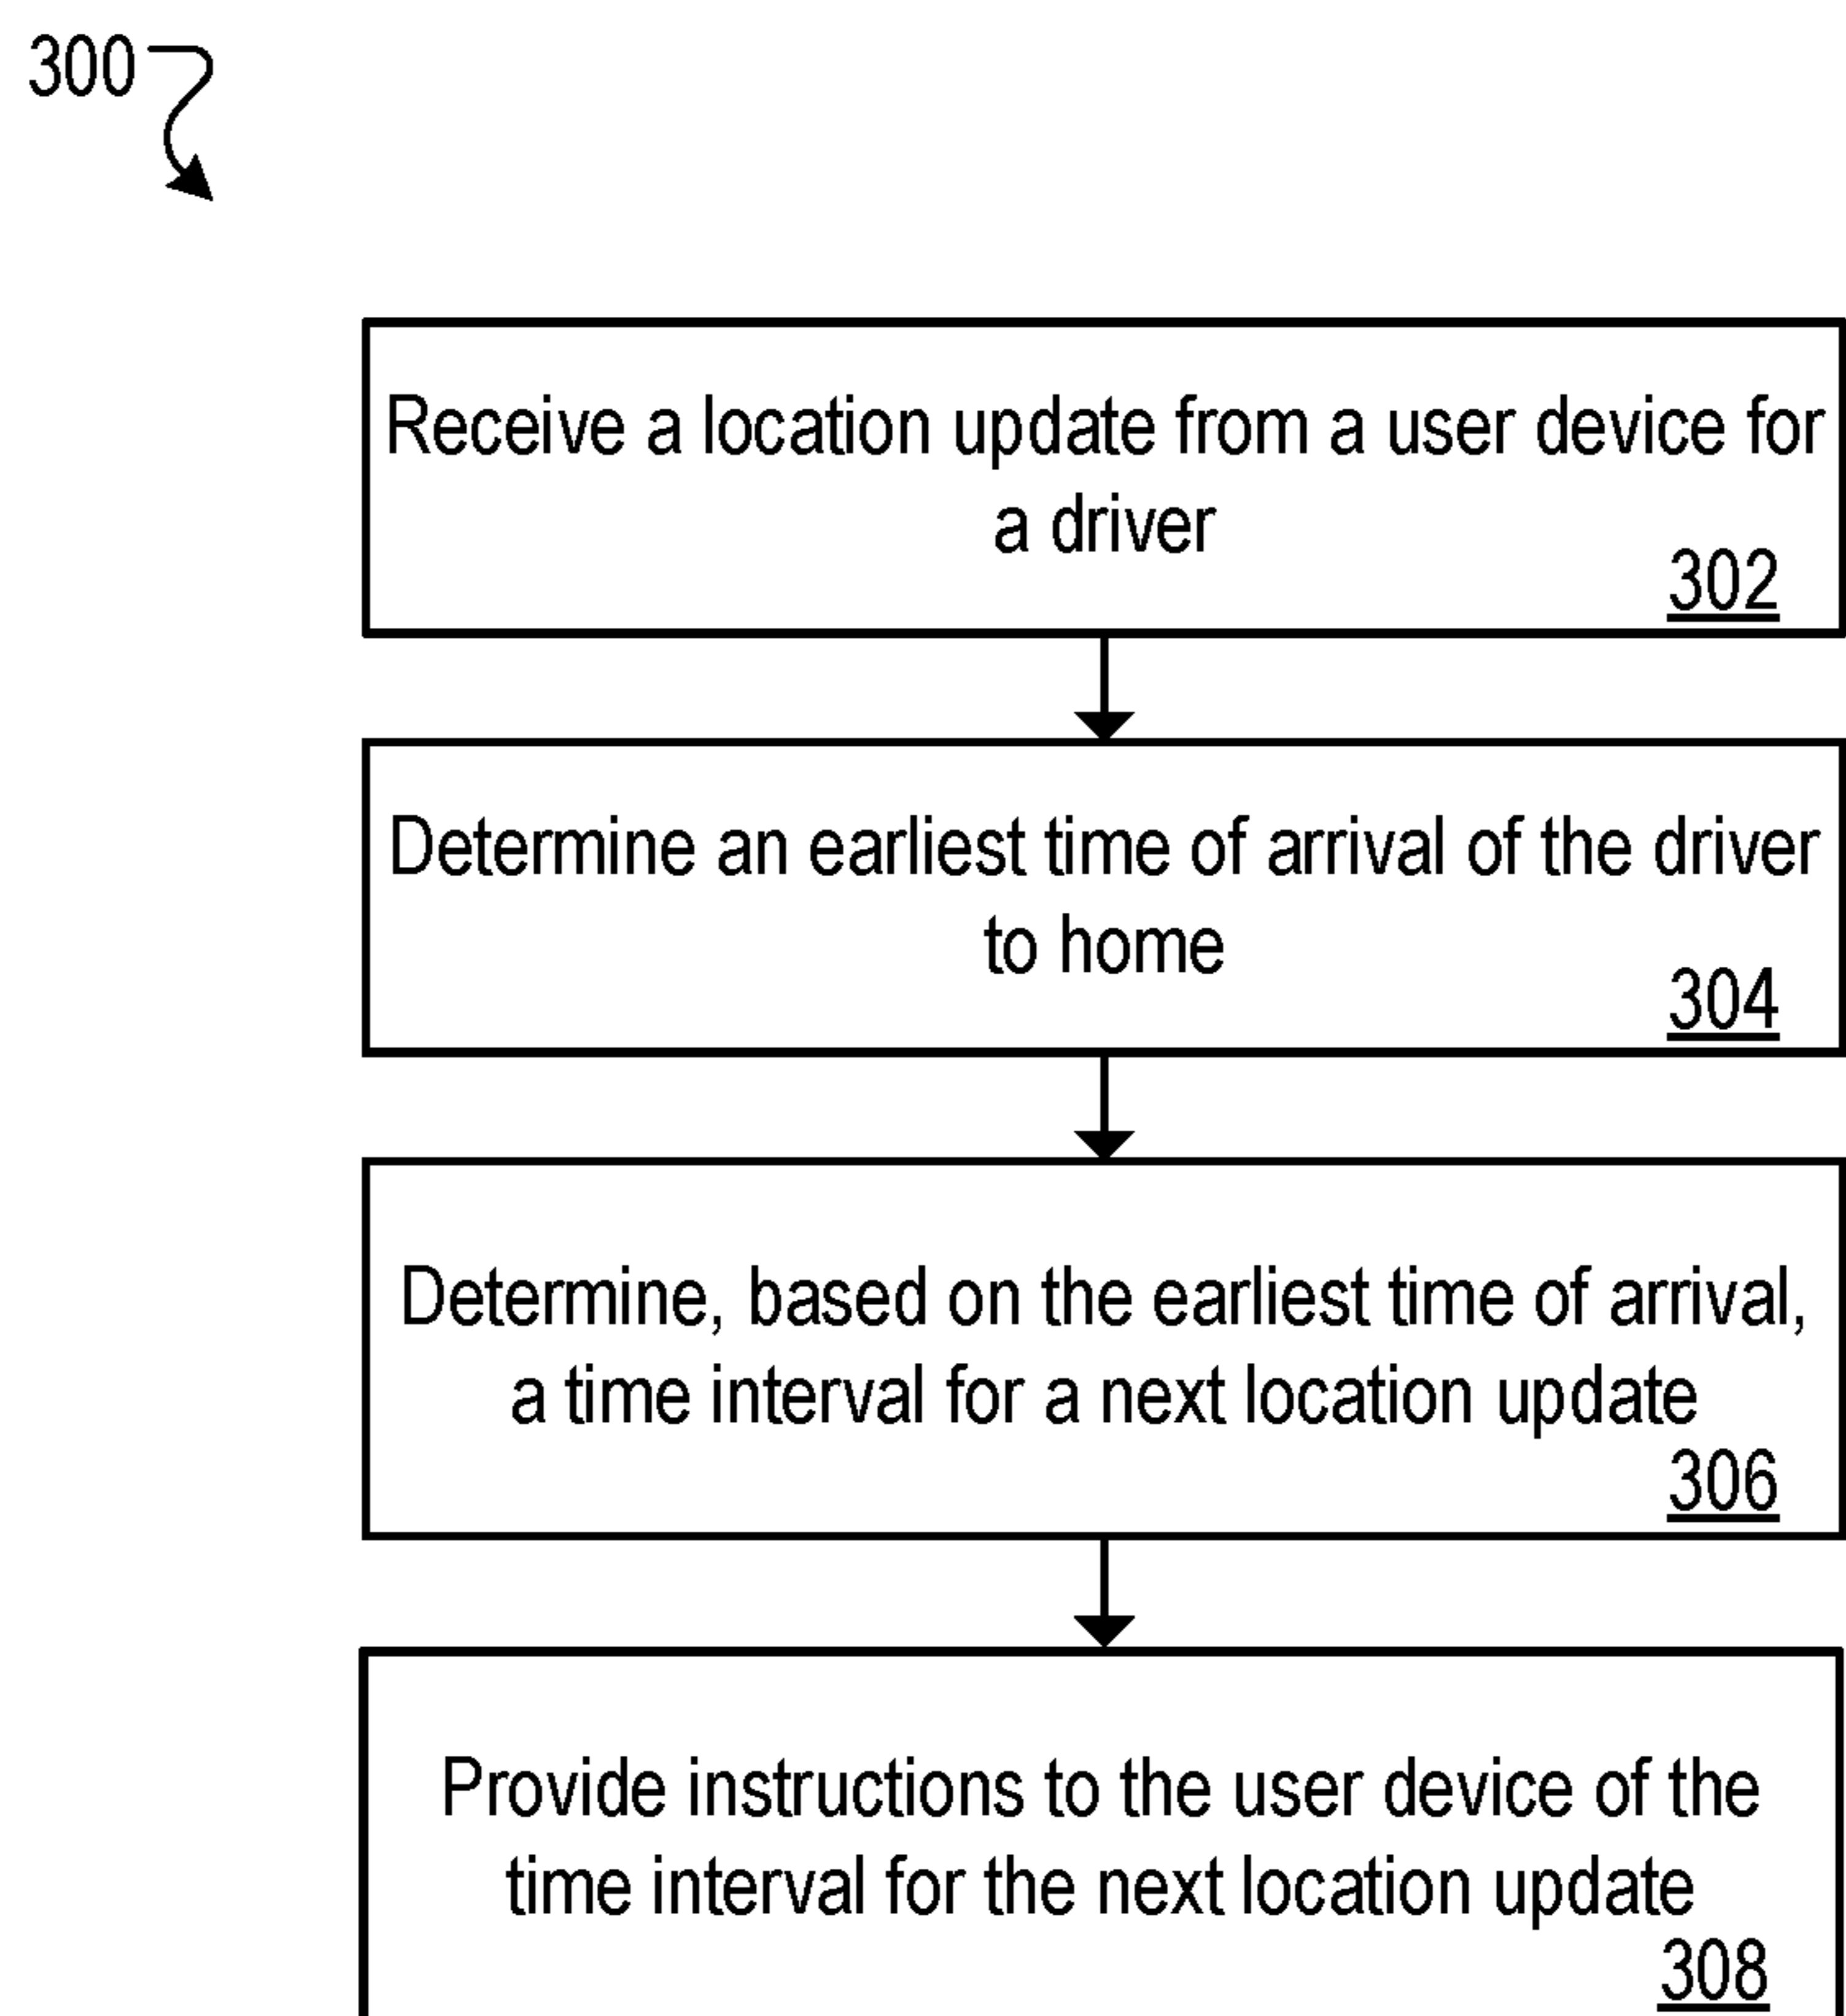 300
Receive a location update from a user device for
a driver
302
Determine an earliest time of arrival of the driver
to home
304
Determine, based on the earliest time of arrival,
a time interval for a next location update
306
Provide instructions to the user device of the
time interval for the next location update
308